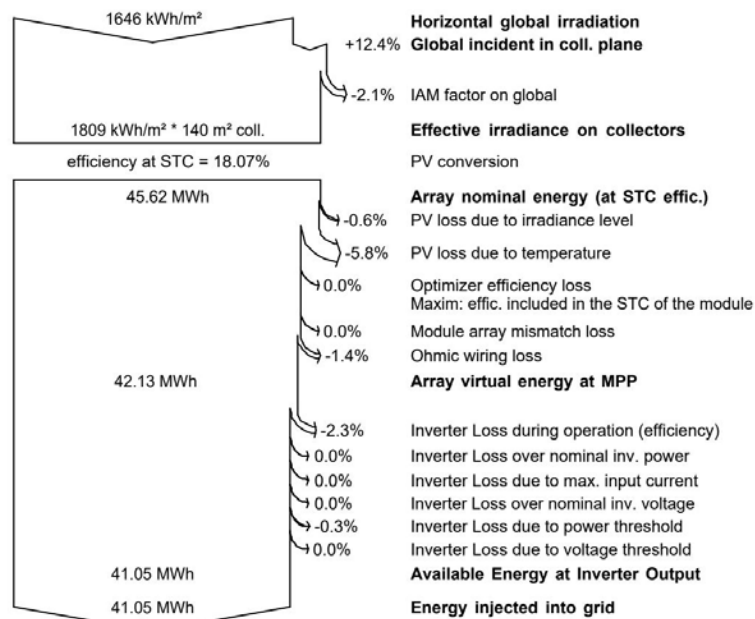 1646 kWh/m² Horizontal global irradiation
+12.4% Global incident in coll. plane
-2.1% IAM factor on global
1809 kWh/m² * 140 m² coll. Effective irradiance on collectors
efficiency at STC = 18.07% PV conversion
45.62 MWh Array nominal energy (at STC effic.)
-0.6% PV loss due to irradiance level
-5.8% PV loss due to temperature
0.0% Optimizer efficiency loss
Maxim: effic. included in the STC of the module
0.0% Module array mismatch loss
-1.4% Ohmic wiring loss
42.13 MWh Array virtual energy at MPP
-2.3% Inverter Loss during operation (efficiency)
0.0% Inverter Loss over nominal inv. power
0.0% Inverter Loss due to max. input current
0.0% Inverter Loss over nominal inv. voltage
-0.3% Inverter Loss due to power threshold
0.0% Inverter Loss due to voltage threshold
41.05 MWh Available Energy at Inverter Output
41.05 MWh Energy injected into grid